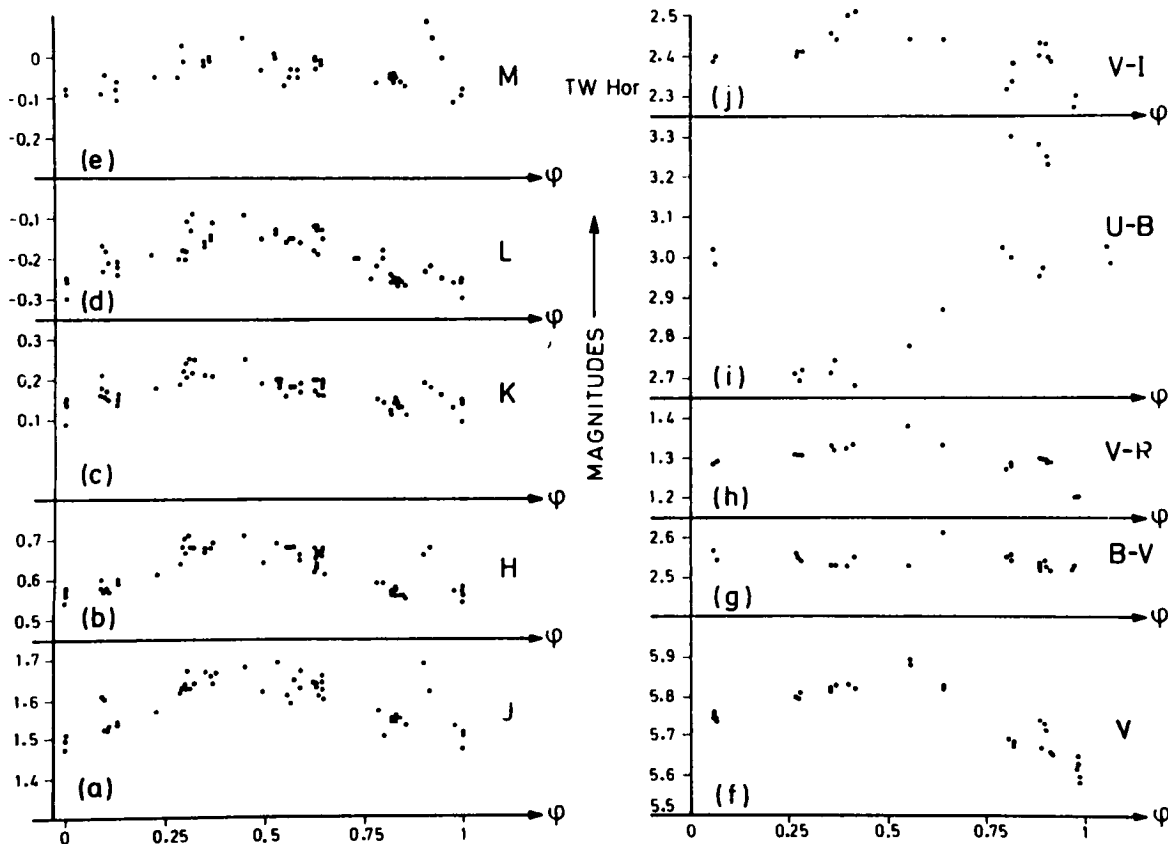 0
-0.1
-0.2
M
(e)
φ
-0.1
-0.2
-0.3
L
(d)
φ
0.3
0.2
0.1
K
(c)
φ
0.7
0.6
0.5
H
(b)
φ
1.7
1.6
1.5
1.4
J
(a)
φ
0 0.25 0.5 0.75 1
TW Hor
MAGNITUDES
2.5
2.4
2.3
V-I
(j)
φ
3.3
3.2
3.1
3.0
2.9
2.8
2.7
U-B
(i)
φ
1.4
1.3
1.2
V-R
(h)
φ
2.6
2.5
B-V
(g)
φ
5.9
5.8
5.7
5.6
5.5
V
(f)
φ
0 0.25 0.5 0.75 1